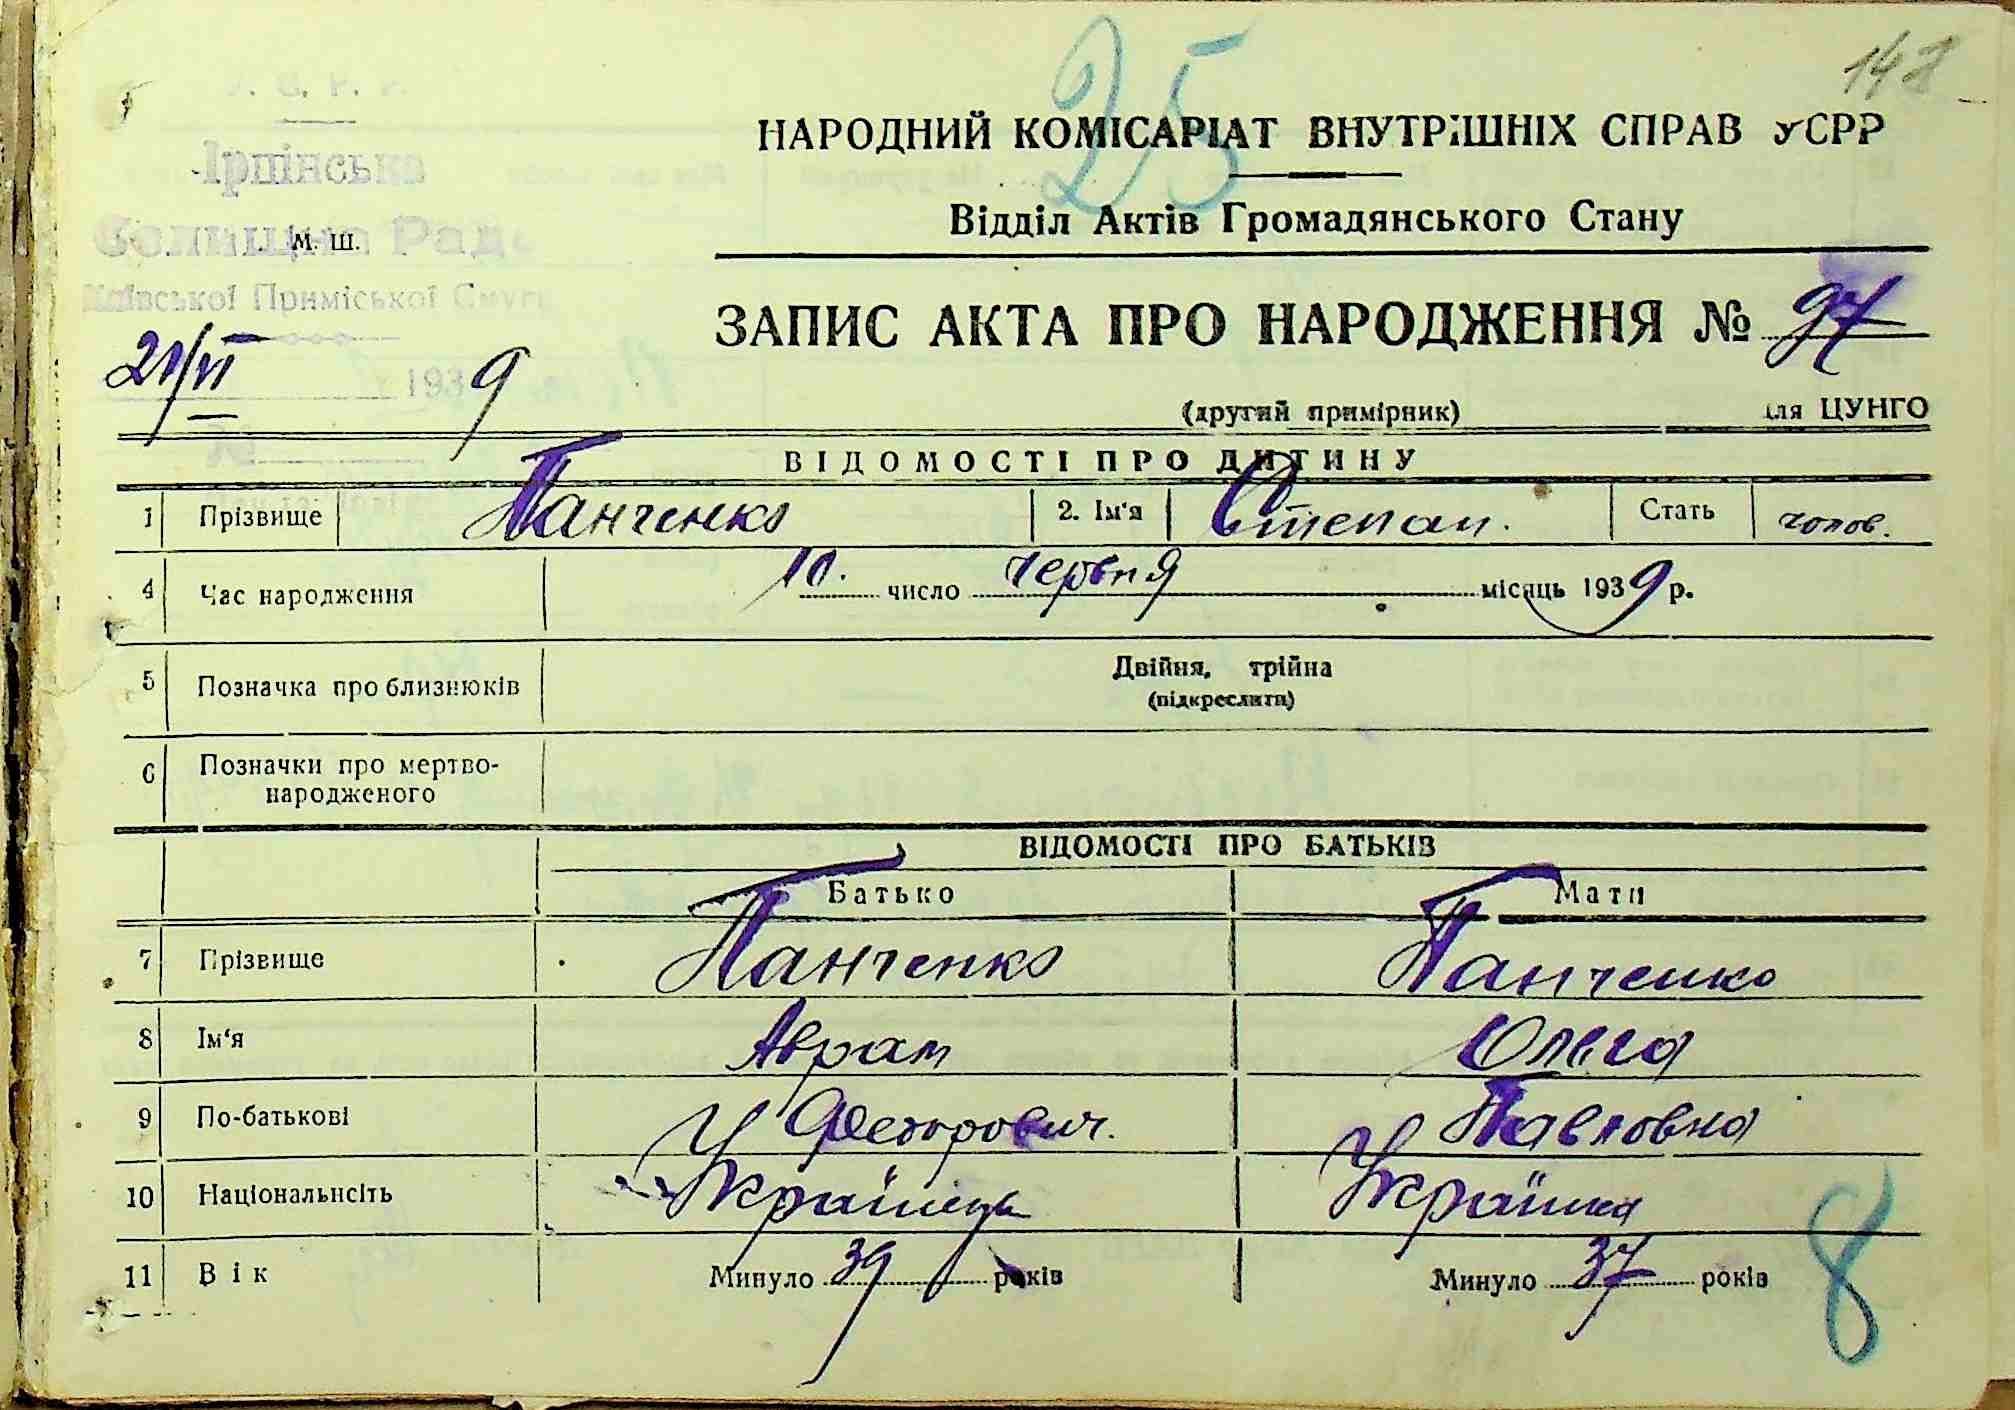 25
148
НАРОДНИЙ КОМІСАРІАТ ВНУТРІШНІХ СПРАВ УСРР
Відділ Актів Громадянського Стану
У. С. Р. Р.
Ірпінська
Селищна Рада
М. Ш.
Київської Приміської Смуги
21/VI 1939
№
ЗАПИС АКТА ПРО НАРОДЖЕННЯ № 97
(другий примірник) для ЦУНГО
ВІДОМОСТІ ПРО ДИТИНУ
1 Прізвище Панченко 2. Ім'я Степан. Стать чолов.
4 Час народження 10. число червня місяць 1939 р.
5 Позначка про близнюків Двійня, трійна
(підкреслити)
6 Позначки про мертво-
народженого
ВІДОМОСТІ ПРО БАТЬКІВ
Батько Мати
7 Прізвище Панченко Панченко
8 Ім'я Аврам Ольга
9 По-батькові Федорович. Павловна
10 Національнсіть Українець Українка
11 Вік Минуло 39 років Минуло 37 років
8